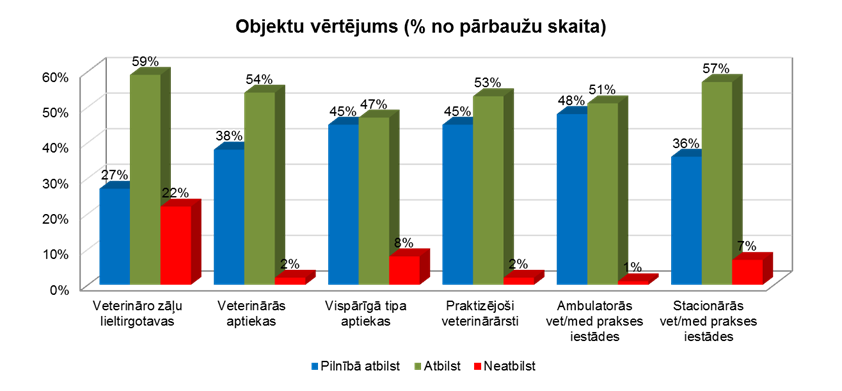 Objektu vērtējums (% no pārbaužu skaita)
60%
50%
40%
30%
20%
10%
0%
27%
59%
22%
38%
54%
2%
45%
47%
8%
45%
53%
2%
48%
51%
1%
36%
57%
7%
Veterināro zāļu
lieltirgotavas
Veterinārās
aptiekas
Vispārīgā tipa
aptiekas
Praktizējoši
veterinārārsti
Ambulatorās
vet/med prakses
iestādes
Stacionārās
vet/med prakses
iestādes
Pilnībā atbilst Atbilst Neatbilst